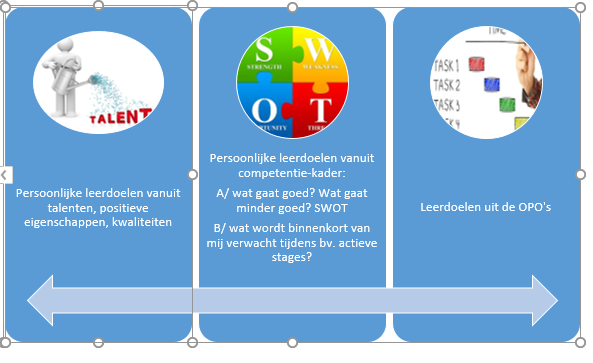 TALENT
Persoonlijke leerdoelen vanuit
talenten, positieve
eigenschappen, kwaliteiten
S W
STRENGTH WEAKNESS
O T
Persoonlijke leerdoelen vanuit
competentie-kader:
A/ wat gaat goed? Wat gaat
minder goed? SWOT
B/ wat wordt binnenkort van
mij verwacht tijdens bv. actieve
stages?
TIME
TASK 1
TASK 2
TASK 3
TASK 4
Leerdoelen uit de OPO's